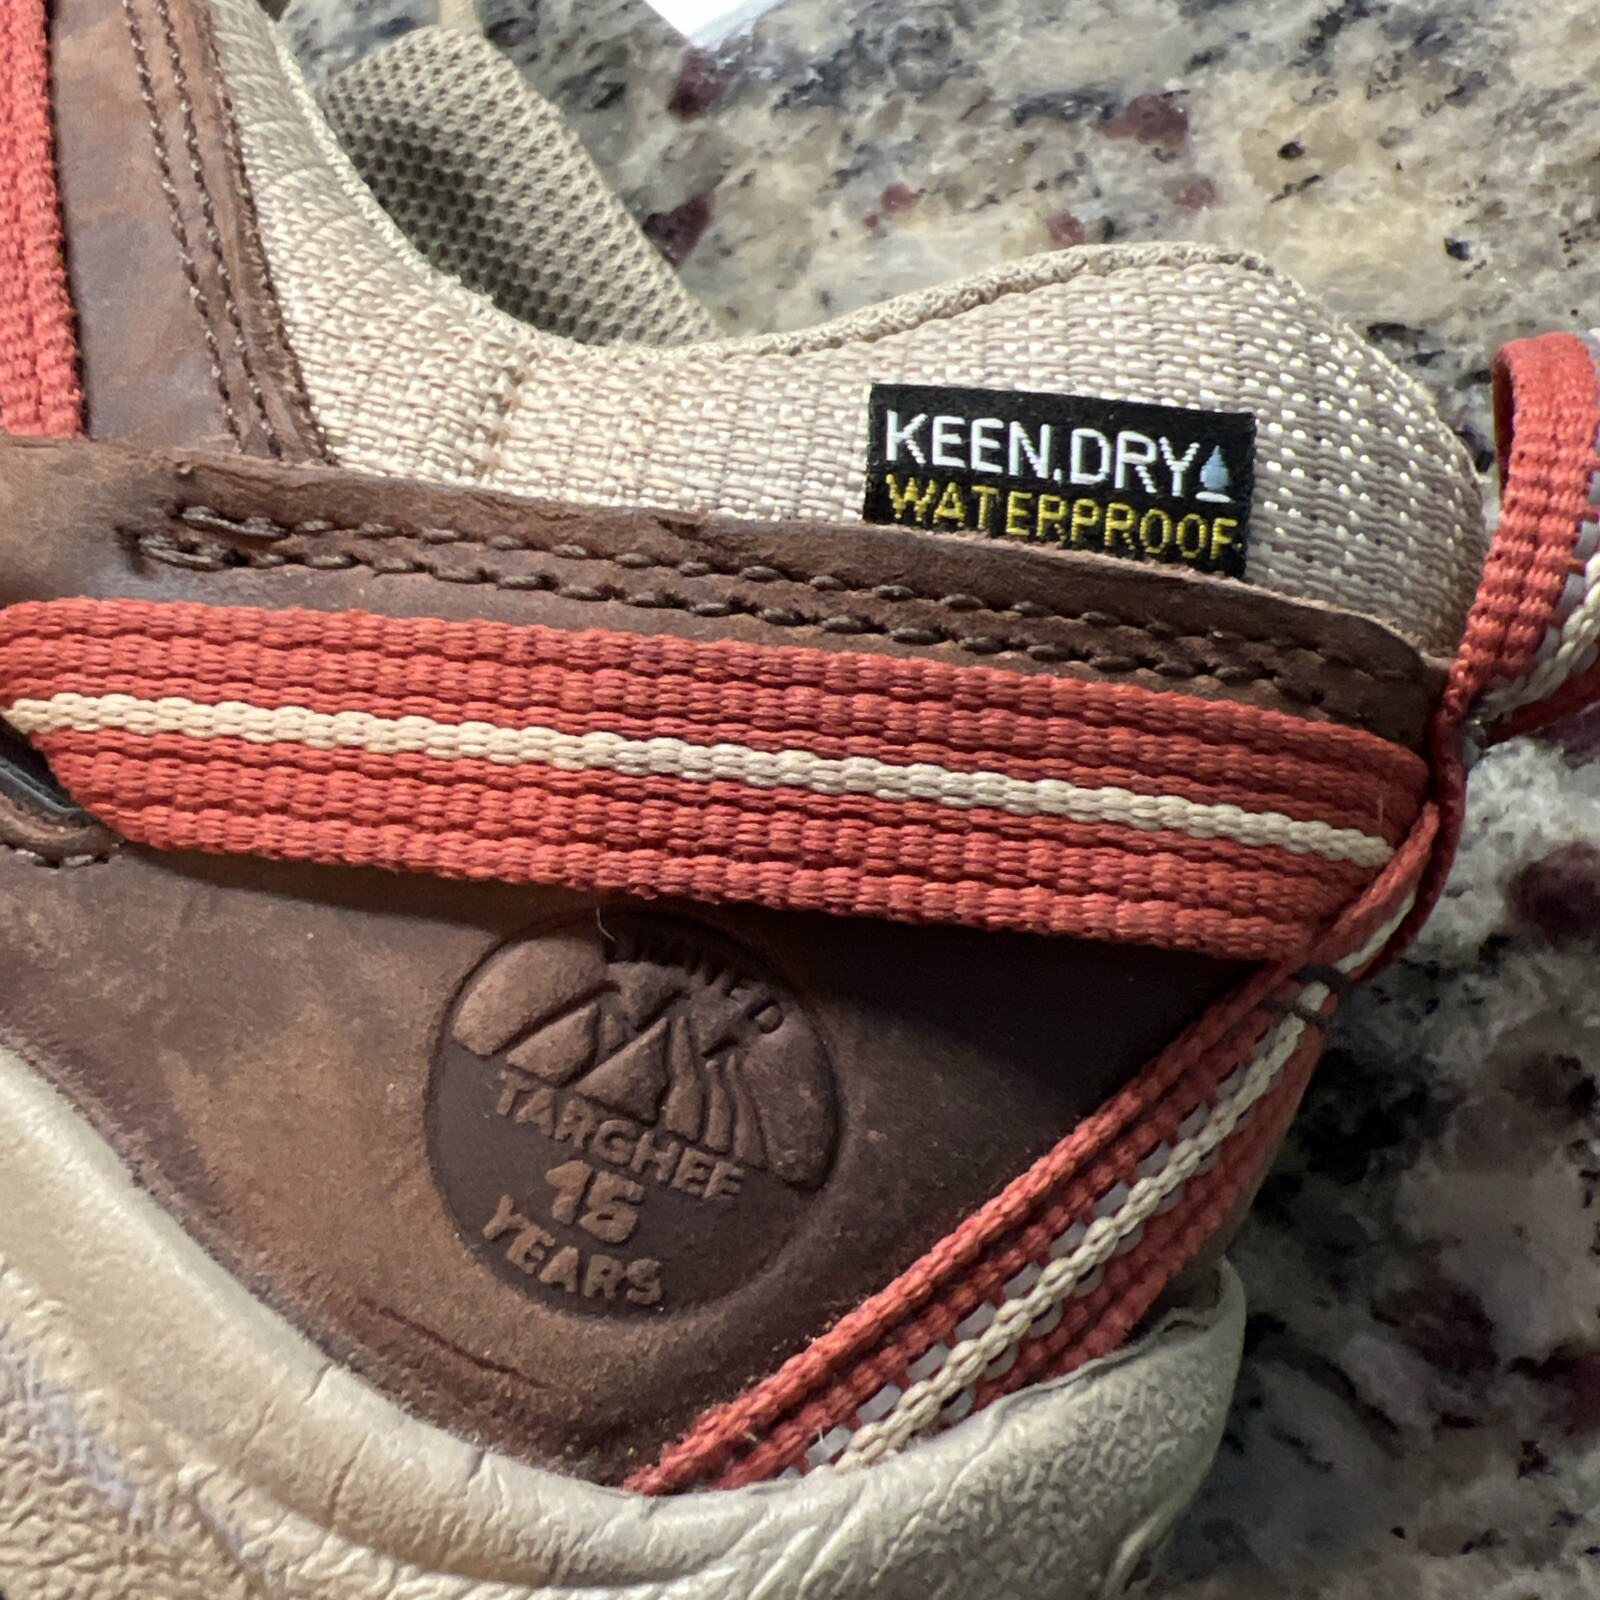 KEEN.DRY
WATERPROOF
TARGHEE
15
YEARS